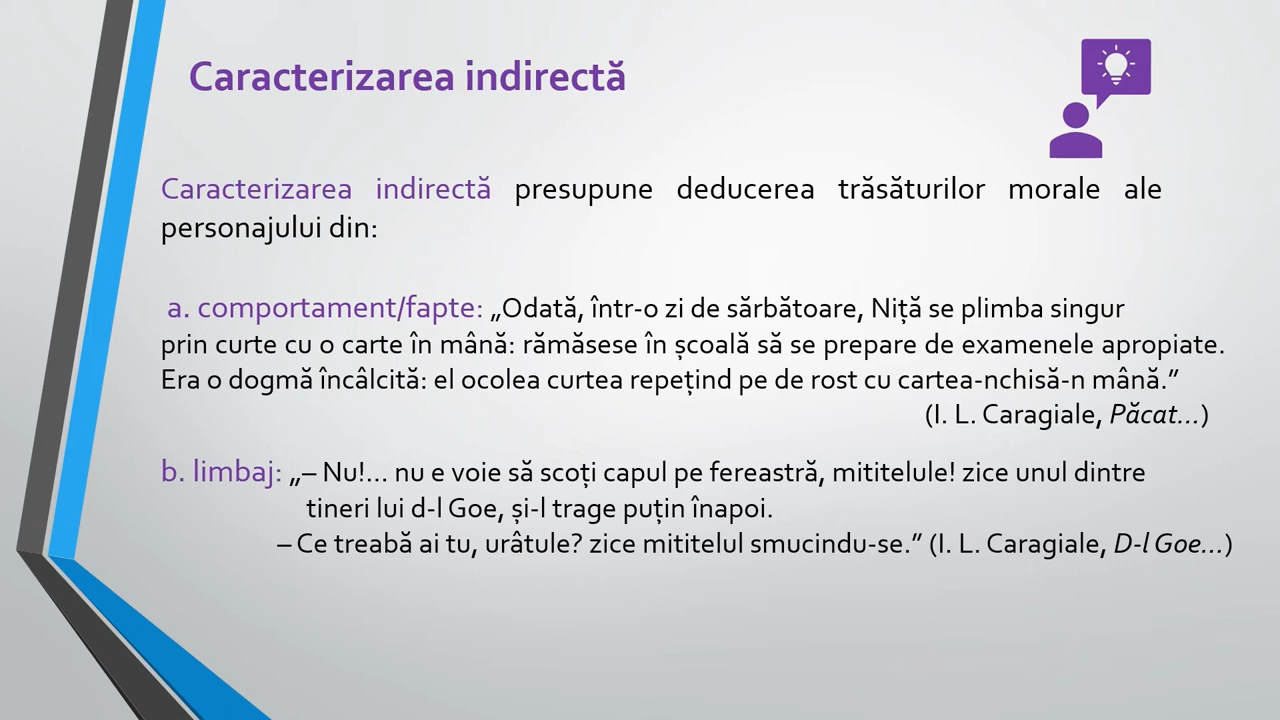 Caracterizarea indirectă
Caracterizarea indirectă presupune deducerea trăsăturilor morale ale
personajului din:
a. comportament/fapte: „Odată, într-o zi de sărbătoare, Niță se plimba singur
prin curte cu o carte în mână: rămăsese în școală să se prepare de examenele apropiate.
Era o dogmă încâlcită: el ocolea curtea repețind pe de rost cu cartea-nchisă-n mână.”
(I. L. Caragiale, Păcat...)
b. limbaj: „– Nu!... nu e voie să scoți capul pe fereastră, mititelule! zice unul dintre
tineri lui d-l Goe, și-l trage puțin înapoi.
– Ce treabă ai tu, urâtule? zice mititelul smucindu-se.” (I. L. Caragiale, D-l Goe...)